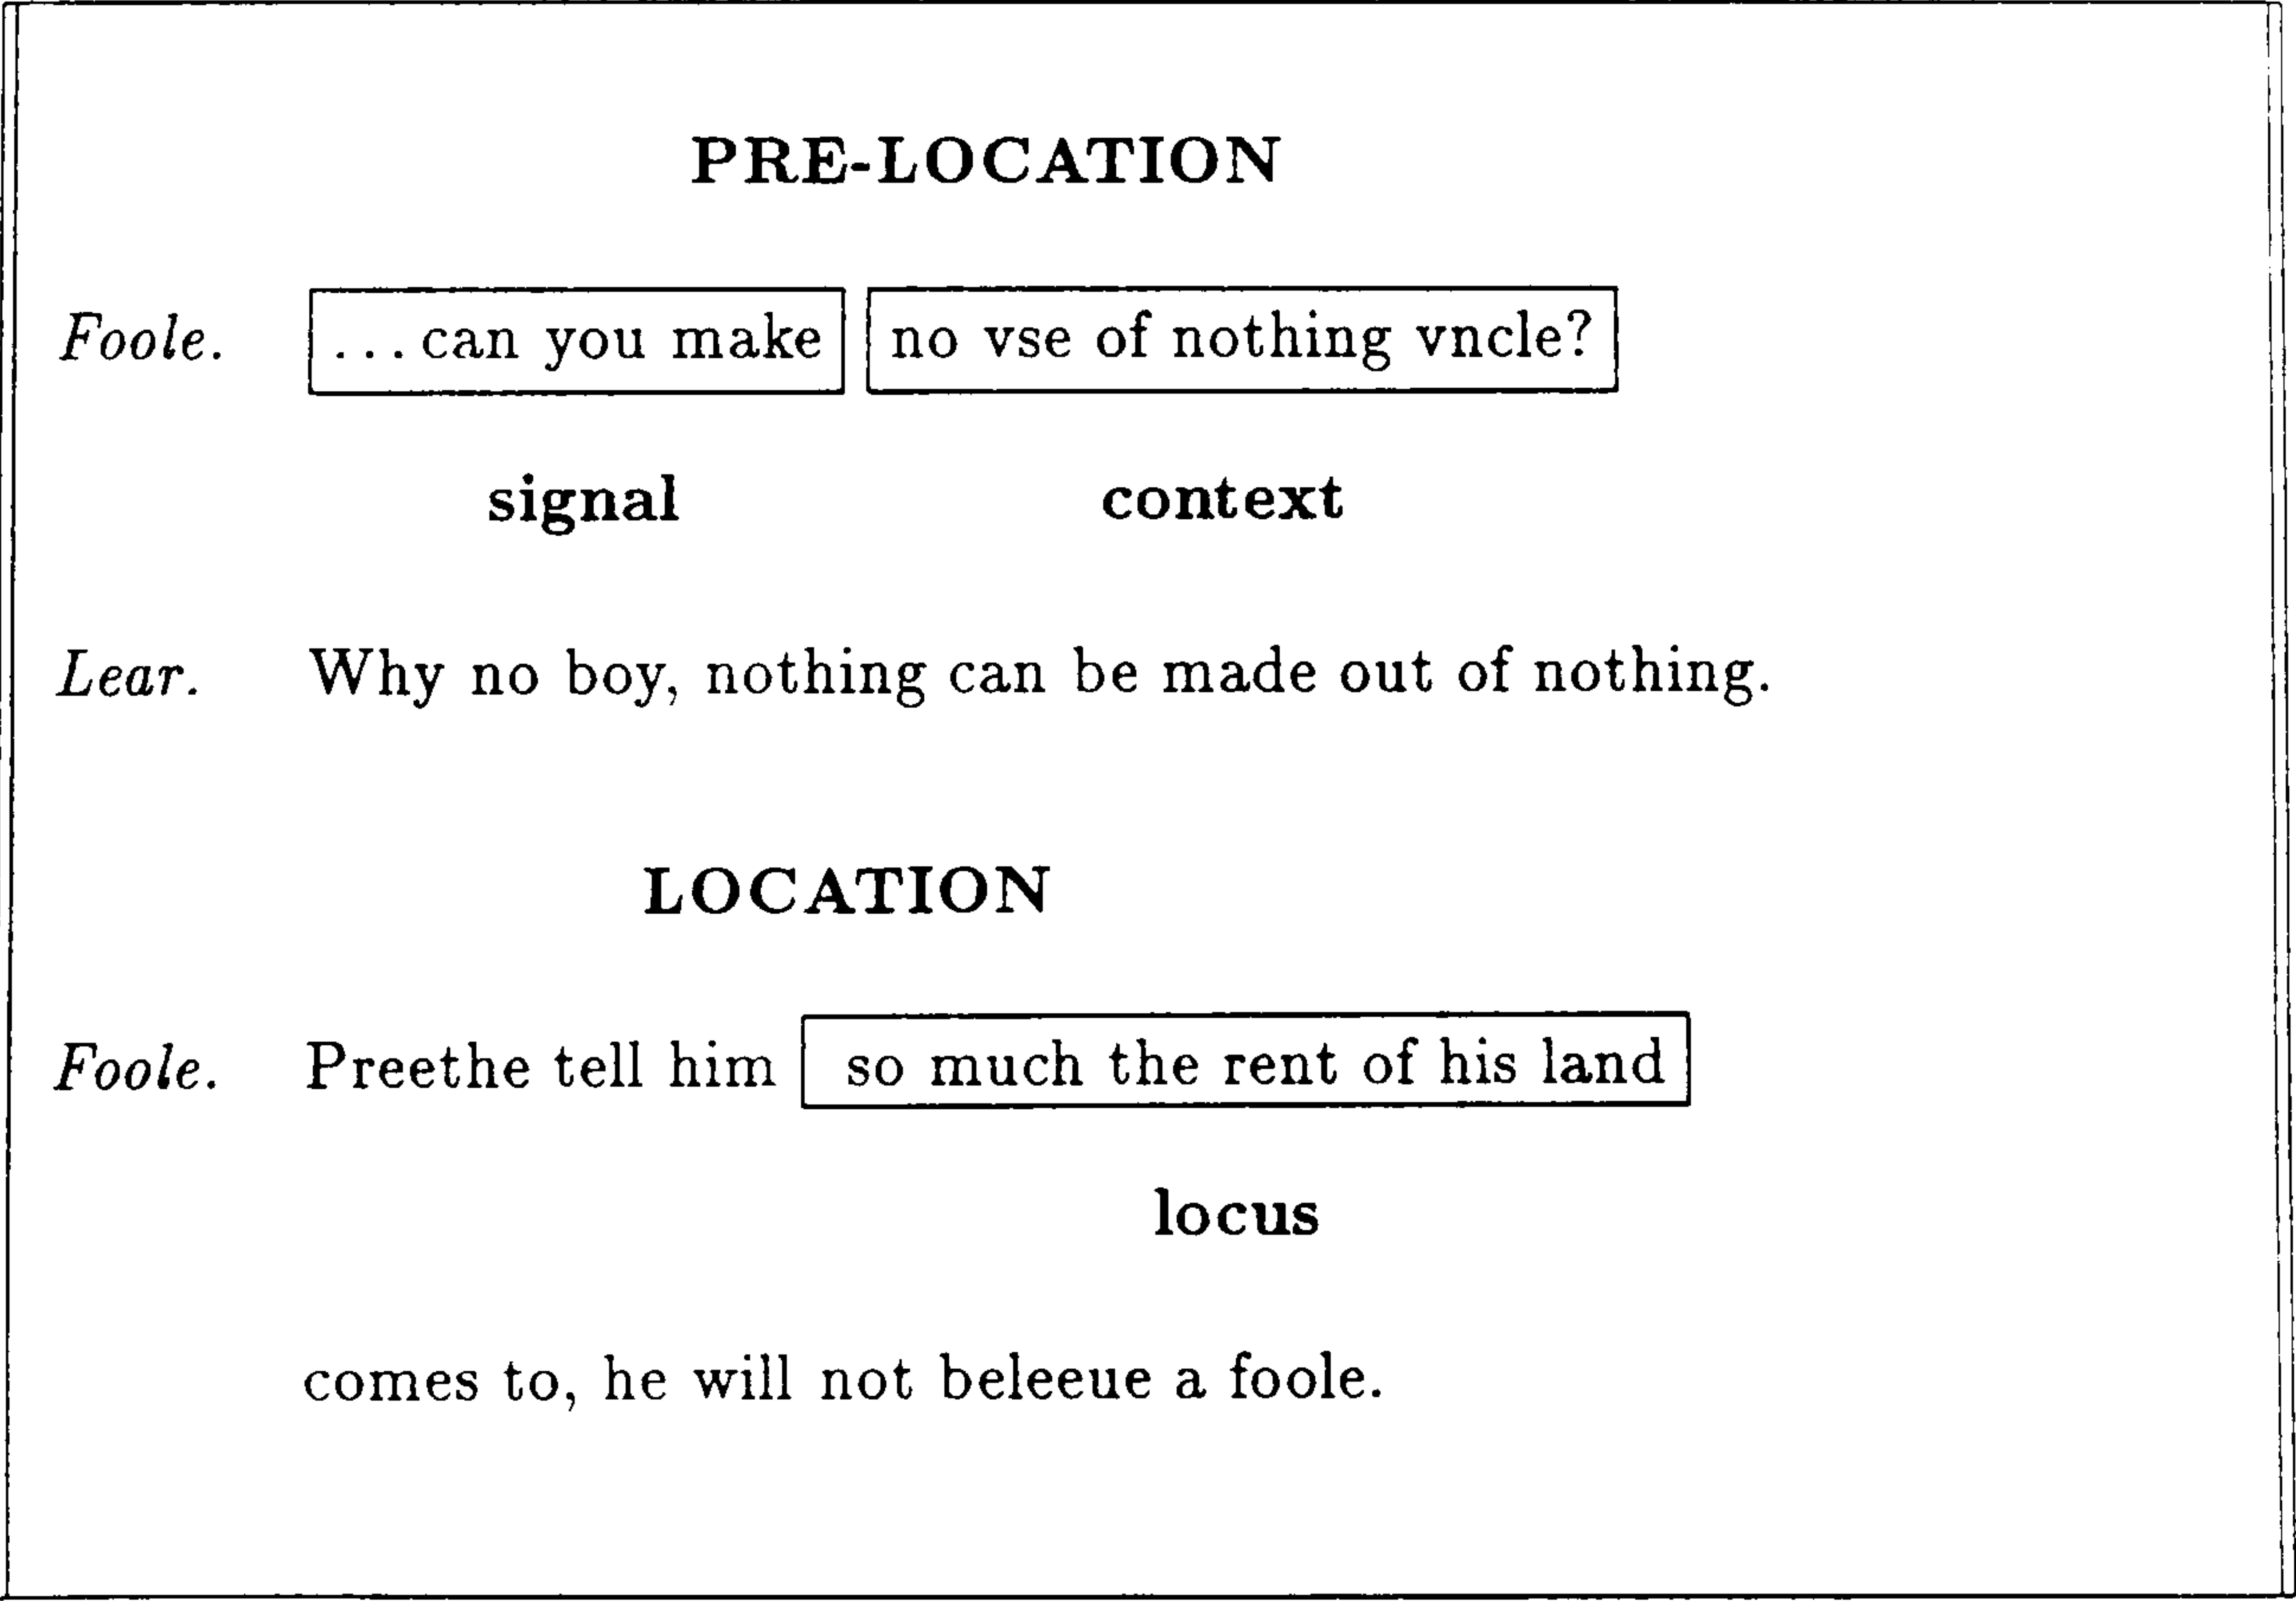 PRE-LOCATION
Foole. ...can you make no vse of nothing vncle?
signal context
Lear. Why no boy, nothing can be made out of nothing.
LOCATION
Foole. Preethe tell him so much the rent of his land
locus
comes to, he will not beleeue a foole.